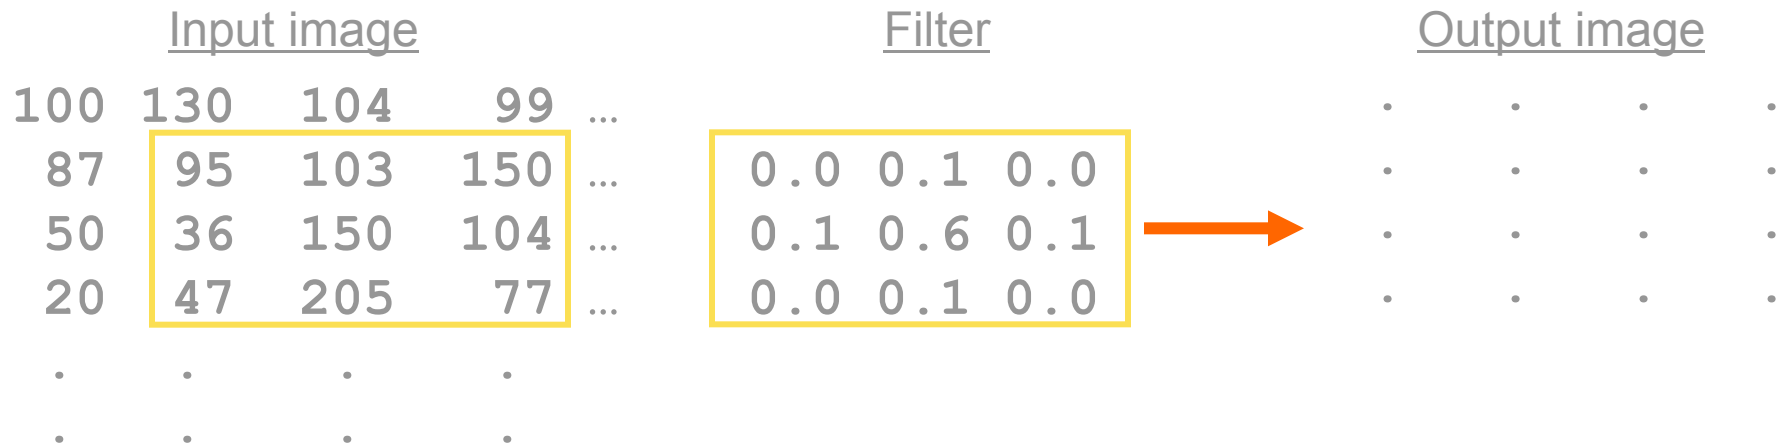 Input image Filter Output image
100 130 104 99 ... . . . .
87 95 103 150 ... 0.0 0.1 0.0 . . . .
50 36 150 104 ... 0.1 0.6 0.1 . . . .
20 47 205 77 ... 0.0 0.1 0.0 . . . .
. . . .
. . . .